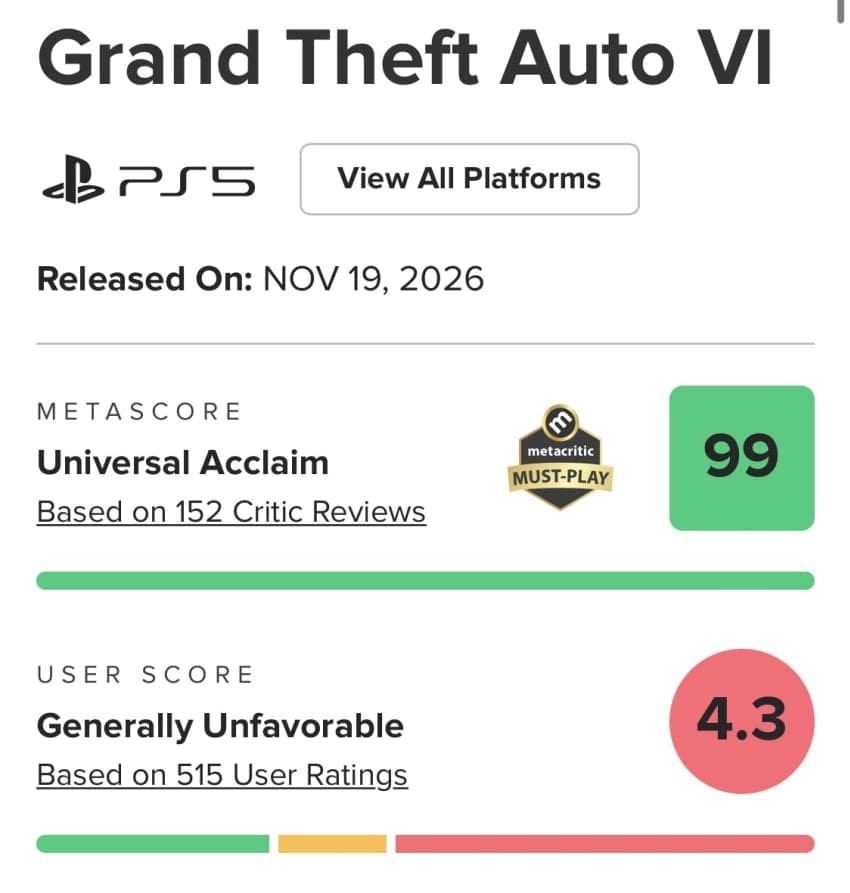 Grand Theft Auto VI
PS5
View All Platforms
Released On: NOV 19, 2026
METASCORE
Universal Acclaim
Based on 152 Critic Reviews
m
metacritic
MUST-PLAY
99
USER SCORE
Generally Unfavorable
Based on 515 User Ratings
4.3